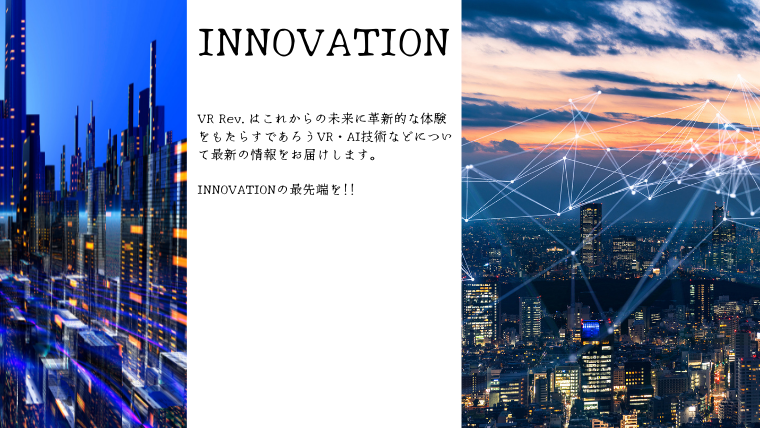 INNOVATION
VR Rev. はこれからの未来に革新的な体験
をもたらすであろうVR・AI技術などについ
て最新の情報をお届けします。
INNOVATIONの最先端を!!